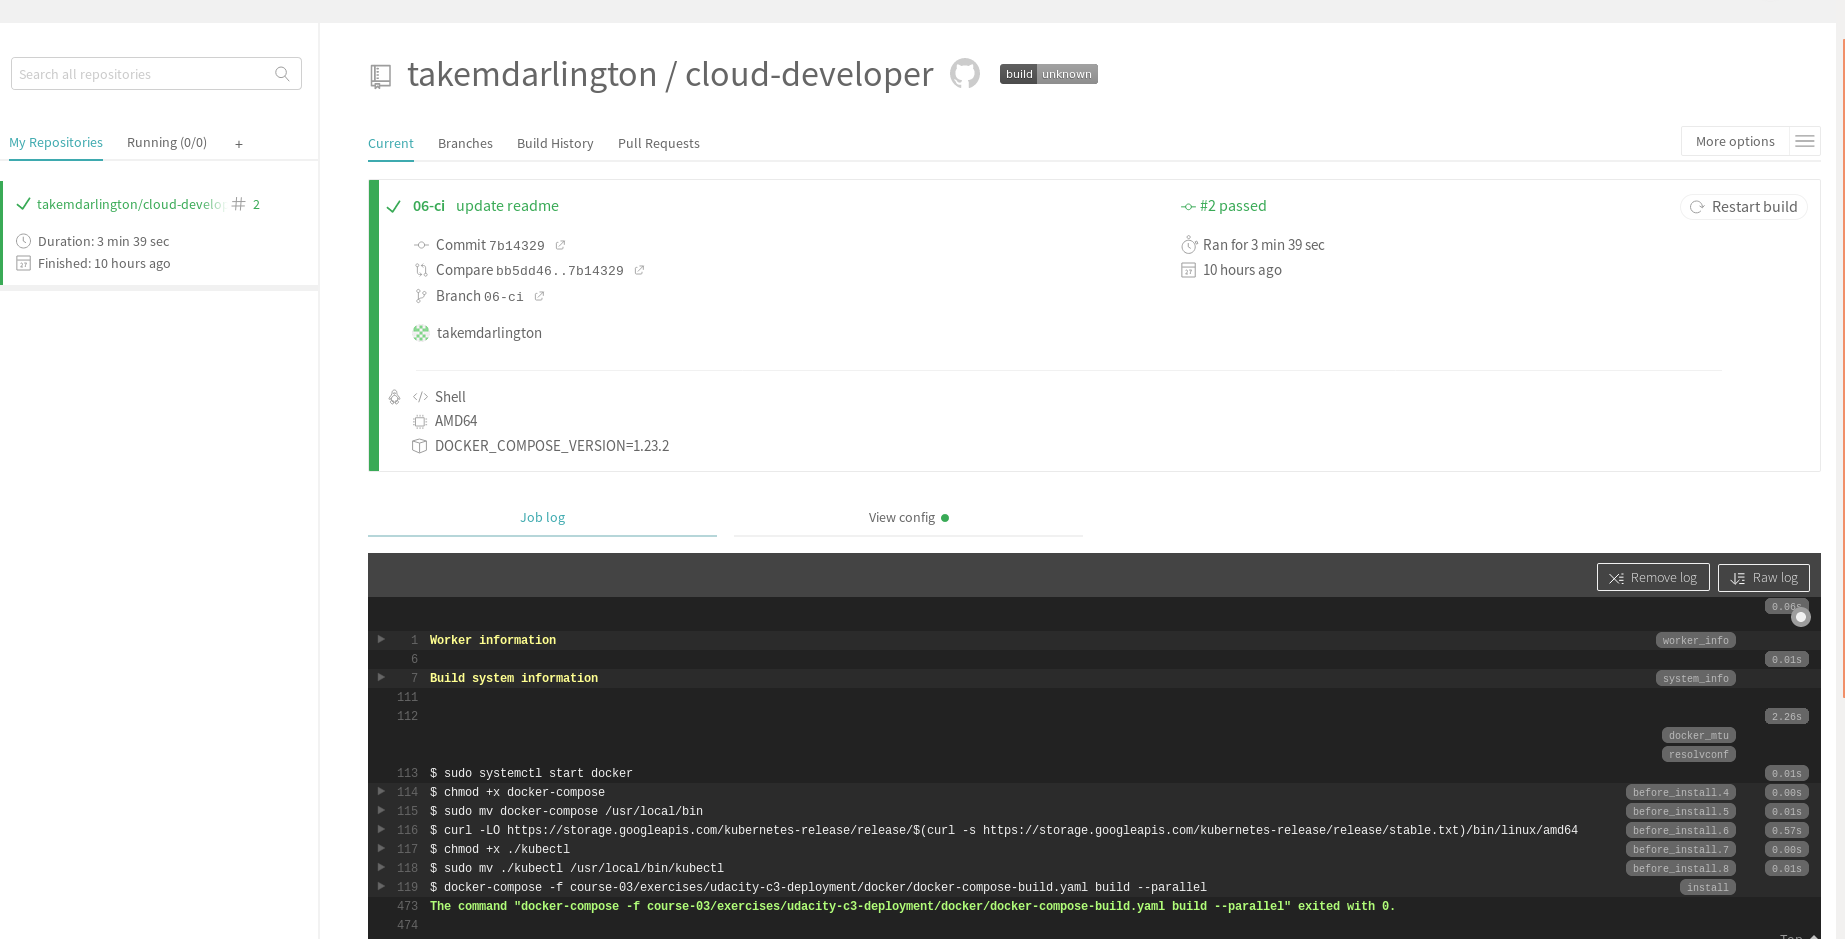 Search all repositories
takemdarlington / cloud-developer
build unknown
My Repositories Running (0/0) +
Current Branches Build History Pull Requests
More options
takemdarlington/cloud-develop # 2
Duration: 3 min 39 sec
Finished: 10 hours ago
06-ci update readme
#2 passed
Restart build
Commit 7b14329
Ran for 3 min 39 sec
Compare bb5dd46..7b14329
10 hours ago
Branch 06-ci
takemdarlington
</> Shell
AMD64
DOCKER_COMPOSE_VERSION=1.23.2
Job log
View config
Remove log Raw log
0.06s
1 Worker information worker_info
6 0.01s
7 Build system information system_info
111
112 2.26s
docker_mtu
resolvconf
113 $ sudo systemctl start docker 0.01s
114 $ chmod +x docker-compose before_install.4 0.00s
115 $ sudo mv docker-compose /usr/local/bin before_install.5 0.01s
116 $ curl -LO https://storage.googleapis.com/kubernetes-release/release/$(curl -s https://storage.googleapis.com/kubernetes-release/release/stable.txt)/bin/linux/amd64 before_install.6 0.57s
117 $ chmod +x ./kubectl before_install.7 0.00s
118 $ sudo mv ./kubectl /usr/local/bin/kubectl before_install.8 0.01s
119 $ docker-compose -f course-03/exercises/udacity-c3-deployment/docker/docker-compose-build.yaml build --parallel install
473 The command "docker-compose -f course-03/exercises/udacity-c3-deployment/docker/docker-compose-build.yaml build --parallel" exited with 0.
474
Top